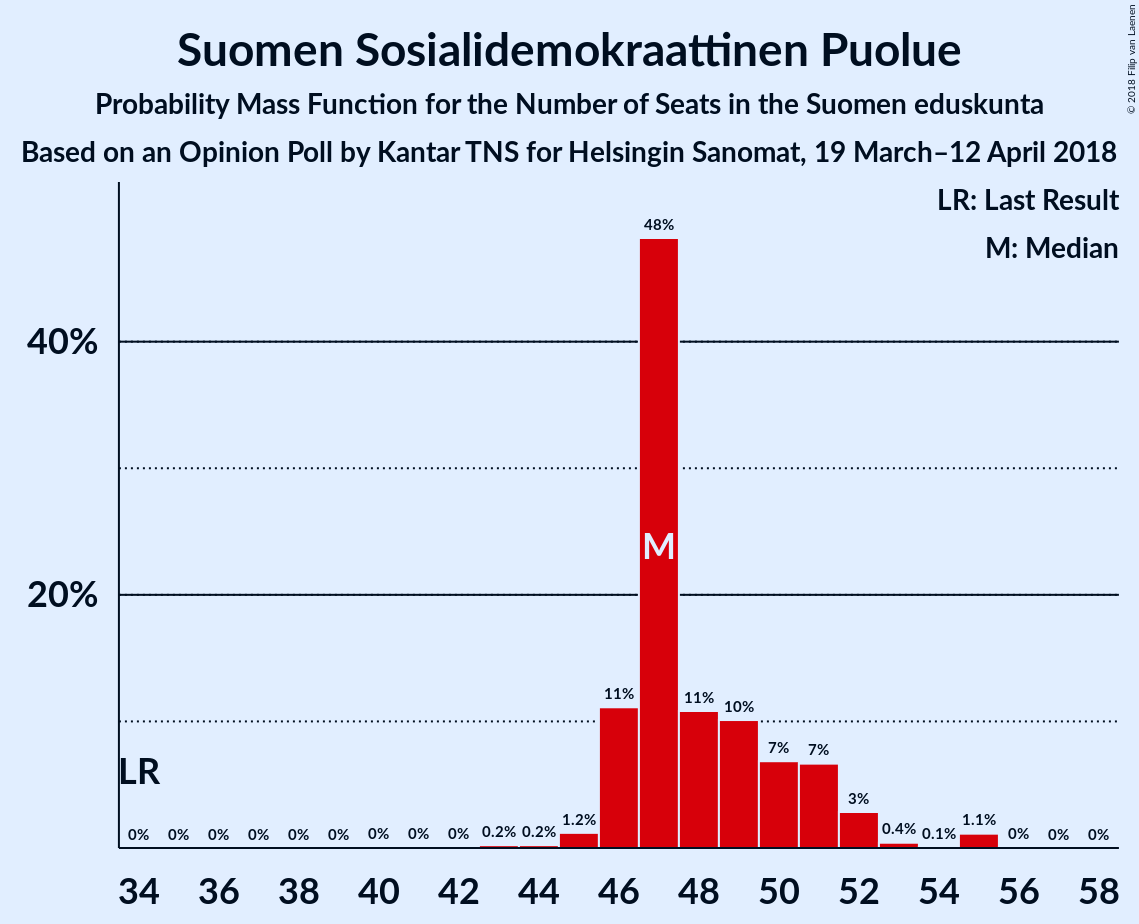 Suomen Sosialidemokraattinen Puolue
Probability Mass Function for the Number of Seats in the Suomen eduskunta
Based on an Opinion Poll by Kantar TNS for Helsingin Sanomat, 19 March–12 April 2018
© 2018 Filip van Laenen
LR: Last Result
M: Median
48%
40%
M
20%
11% 11% 10% 7% 7%
LR
0% 0% 0% 0% 0% 0% 0% 0% 0% 0.2% 0.2% 1.2% 3% 0.4% 0.1% 1.1% 0% 0% 0%
34 36 38 40 42 44 46 48 50 52 54 56 58